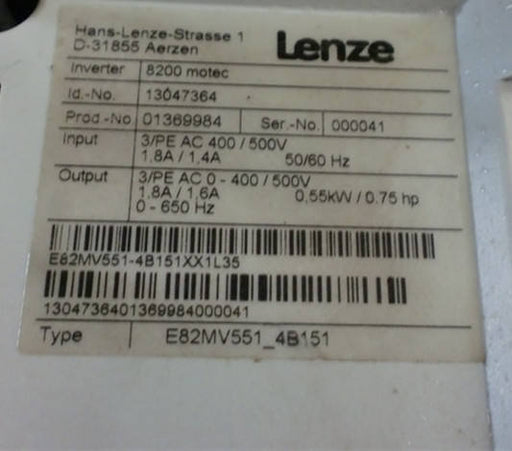 Hans-Lenze-Strasse 1
D-31855 Aerzen
Lenze
Inverter 8200 motec
Id.-No. 13047364
Prod.-No 01369984 Ser.-No. 000041
Input 3/PE AC 400 / 500V
1,8A / 1,4A 50/60 Hz
Output 3/PE AC 0 - 400 / 500V
1,8A / 1,6A 0,55kW / 0.75 hp
0 - 650 Hz
E82MV551-4B151XX1L35
1304736401369984000041
Type E82MV551_4B151